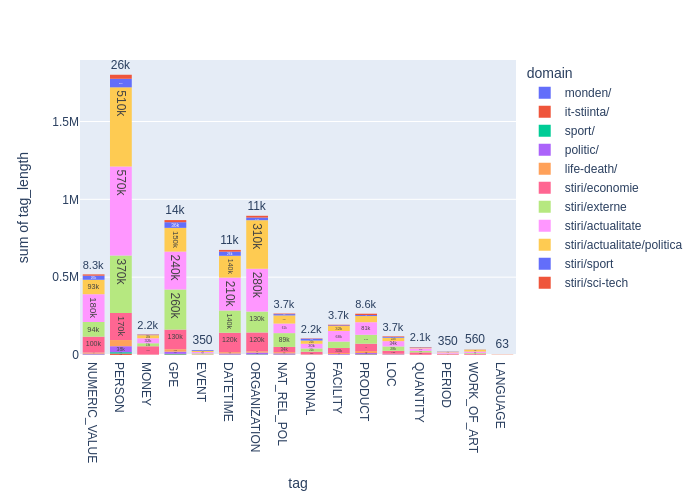 domain
monden/
it-stiinta/
sport/
politic/
life-death/
stiri/economie
stiri/externe
stiri/actualitate
stiri/actualitate/politica
stiri/sport
stiri/sci-tech
sum of tag_length
1.5M
1M
0.5M
0
8.3k
26k
2.2k
14k
350
11k
11k
3.7k
2.2k
3.7k
8.6k
3.7k
2.1k
350
560
63
93k
180k
94k
100k
510k
570k
370k
170k
150k
240k
260k
130k
140k
210k
140k
120k
310k
280k
130k
120k
89k
81k
NUMERIC_VALUE
PERSON
MONEY
GPE
EVENT
DATETIME
ORGANIZATION
NAT_REL_POL
ORDINAL
FACILITY
PRODUCT
LOC
QUANTITY
PERIOD
WORK_OF_ART
LANGUAGE
tag